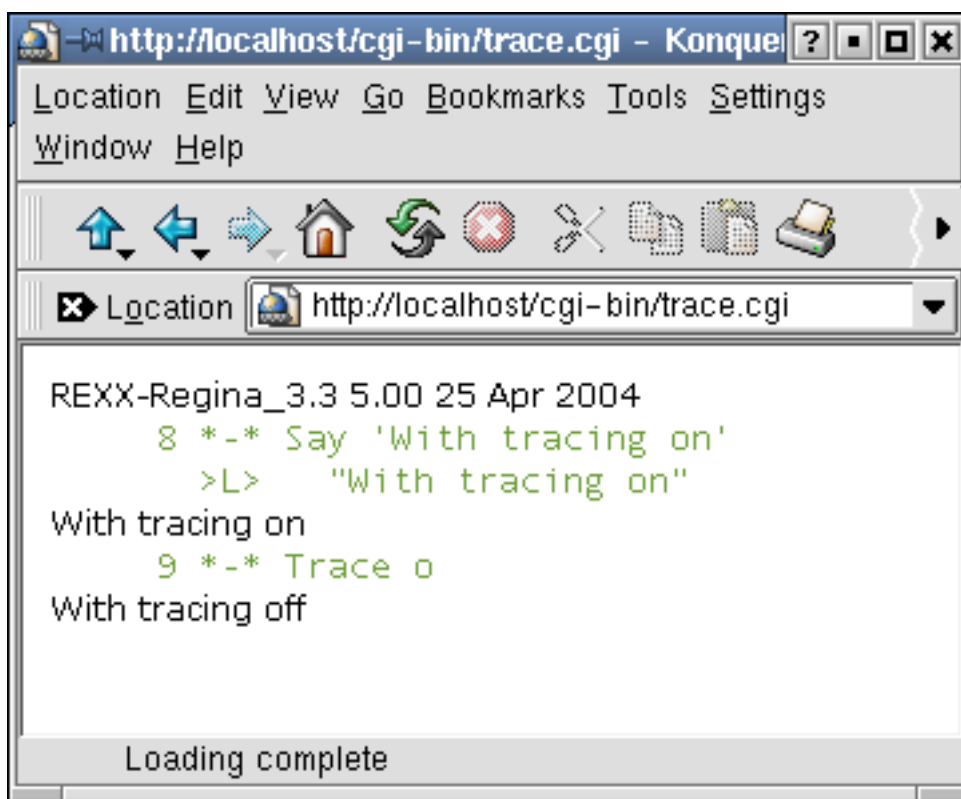 http://localhost/cgi-bin/trace.cgi - Konquer
Location Edit View Go Bookmarks Tools Settings
Window Help
Location http://localhost/cgi-bin/trace.cgi
REXX-Regina_3.3 5.00 25 Apr 2004
8 *-* Say 'With tracing on'
>L> "With tracing on"
With tracing on
9 *-* Trace o
With tracing off
Loading complete